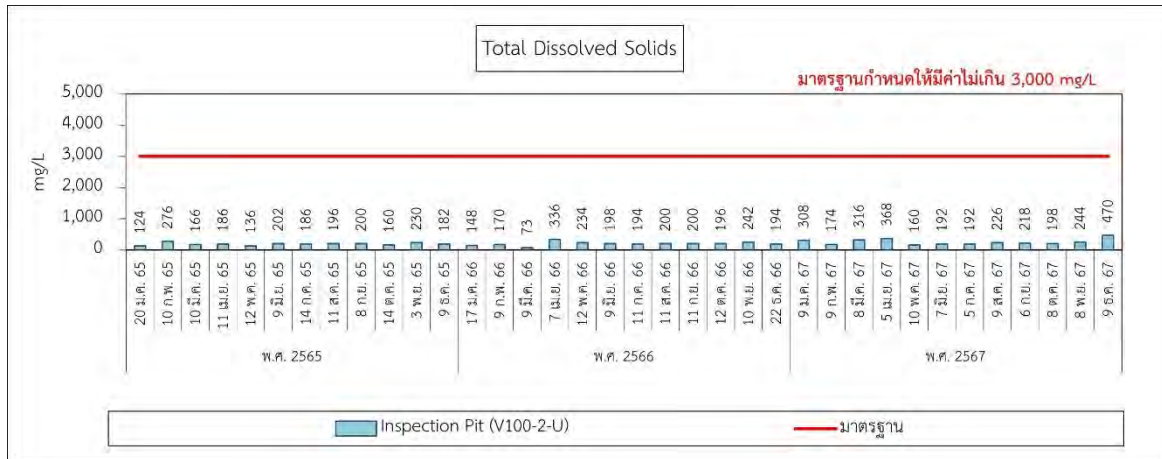 Total Dissolved Solids
มาตรฐานกำหนดให้มีค่าไม่เกิน 3,000 mg/L
mg/L
5,000
4,000
3,000
2,000
1,000
0
124 276 166 186 136 202 186 196 200 160 230 182 148 170 73 336 234 198 194 200 200 196 242 194 308 174 316 368 160 192 192 226 218 198 244 470
20 ม.ค. 65
10 ก.พ. 65
10 มี.ค. 65
11 เม.ย. 65
12 พ.ค. 65
9 มิ.ย. 65
14 ก.ค. 65
11 ส.ค. 65
8 ก.ย. 65
14 ต.ค. 65
3 พ.ย. 65
9 ธ.ค. 65
17 ม.ค. 66
9 ก.พ. 66
9 มี.ค. 66
7 เม.ย. 66
12 พ.ค. 66
9 มิ.ย. 66
11 ก.ค. 66
11 ส.ค. 66
11 ก.ย. 66
12 ต.ค. 66
10 พ.ย. 66
22 ธ.ค. 66
9 ม.ค. 67
9 ก.พ. 67
8 มี.ค. 67
5 เม.ย. 67
10 พ.ค. 67
7 มิ.ย. 67
5 ก.ค. 67
9 ส.ค. 67
6 ก.ย. 67
8 ต.ค. 67
8 พ.ย. 67
9 ธ.ค. 67
พ.ศ. 2565 พ.ศ. 2566 พ.ศ. 2567
Inspection Pit (V100-2-U) มาตรฐาน